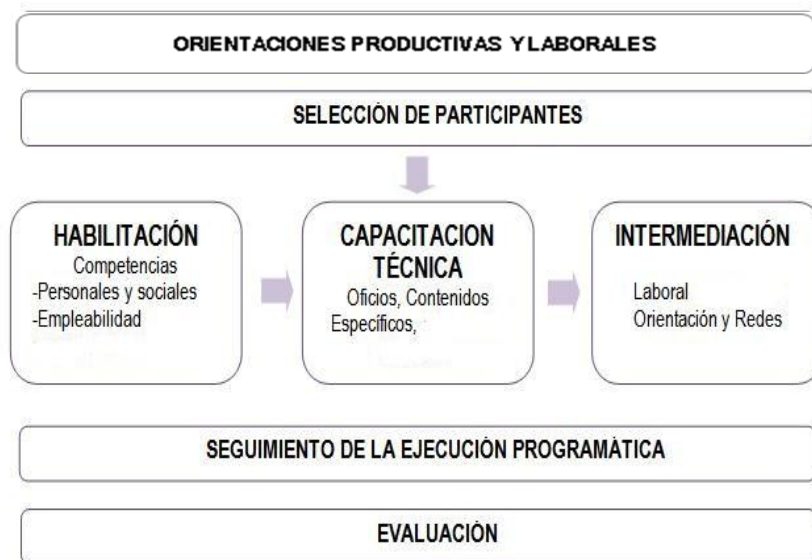 ORIENTACIONES PRODUCTIVAS Y LABORALES
SELECCIÓN DE PARTICIPANTES
HABILITACIÓN
Competencias
-Personales y sociales
-Empleabilidad
CAPACITACION
TÉCNICA
Oficios, Contenidos
Específicos,
INTERMEDIACIÓN
Laboral
Orientación y Redes
SEGUIMIENTO DE LA EJECUCIÓN PROGRAMÀTICA
EVALUACIÓN